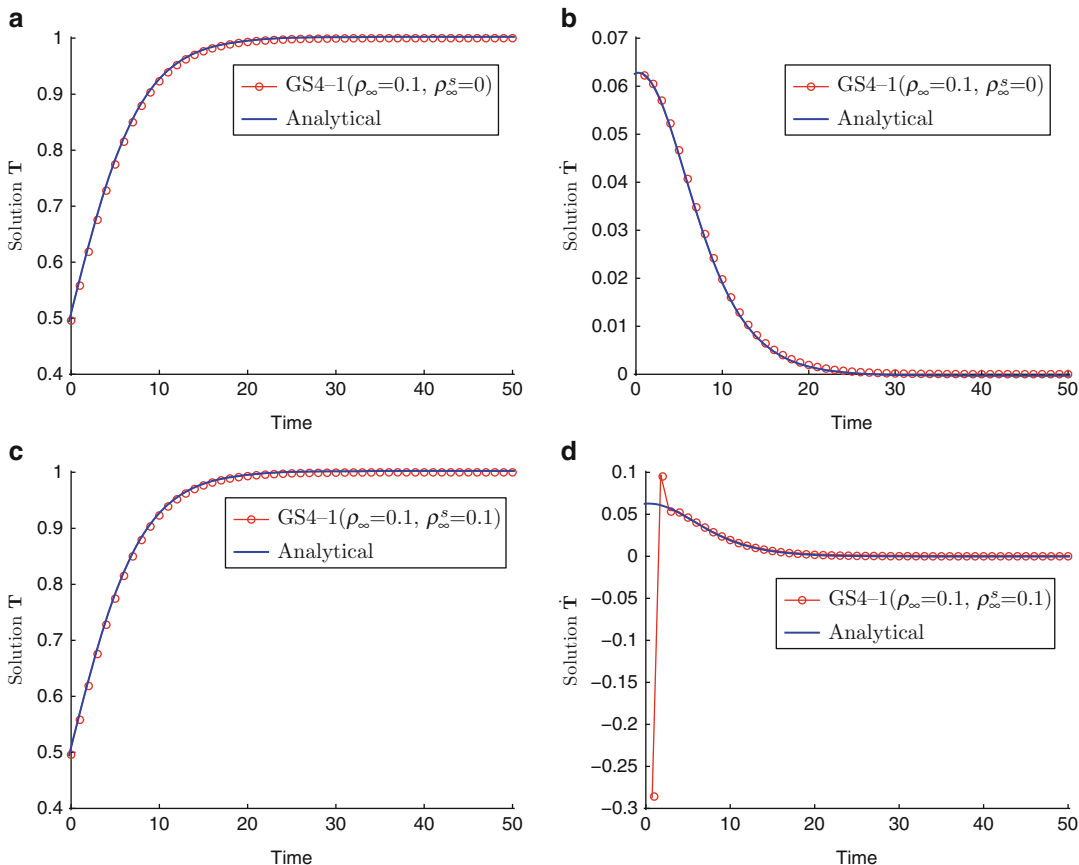 a
Solution T
1
0.9
0.8
0.7
0.6
0.5
0.4
0
10
20
30
40
50
Time
GS4–1(ρ∞=0.1, ρ∞ˢ=0)
Analytical
b
Solution Ṫ
0.07
0.06
0.05
0.04
0.03
0.02
0.01
0
0
10
20
30
40
50
Time
GS4–1(ρ∞=0.1, ρ∞ˢ=0)
Analytical
c
Solution T
1
0.9
0.8
0.7
0.6
0.5
0.4
0
10
20
30
40
50
Time
GS4–1(ρ∞=0.1, ρ∞ˢ=0.1)
Analytical
d
Solution Ṫ
0.1
0.05
0
−0.05
−0.1
−0.15
−0.2
−0.25
−0.3
0
10
20
30
40
50
Time
GS4–1(ρ∞=0.1, ρ∞ˢ=0.1)
Analytical